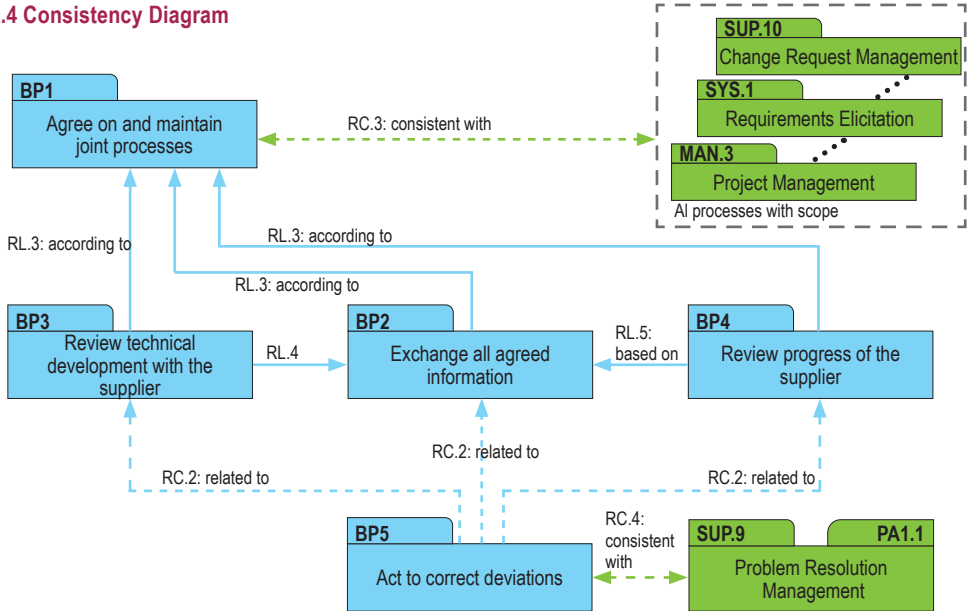 .4 Consistency Diagram
SUP.10
Change Request Management
SYS.1
Requirements Elicitation
MAN.3
Project Management
Al processes with scope
BP1
Agree on and maintain
joint processes
RC.3: consistent with
RL.3: according to
RL.3: according to
RL.3: according to
BP3
Review technical
development with the
supplier
RL.4
BP2
Exchange all agreed
information
RL.5:
based on
BP4
Review progress of the
supplier
RC.2: related to
RC.2: related to
RC.2: related to
BP5
Act to correct deviations
RC.4:
consistent
with
SUP.9
PA1.1
Problem Resolution
Management